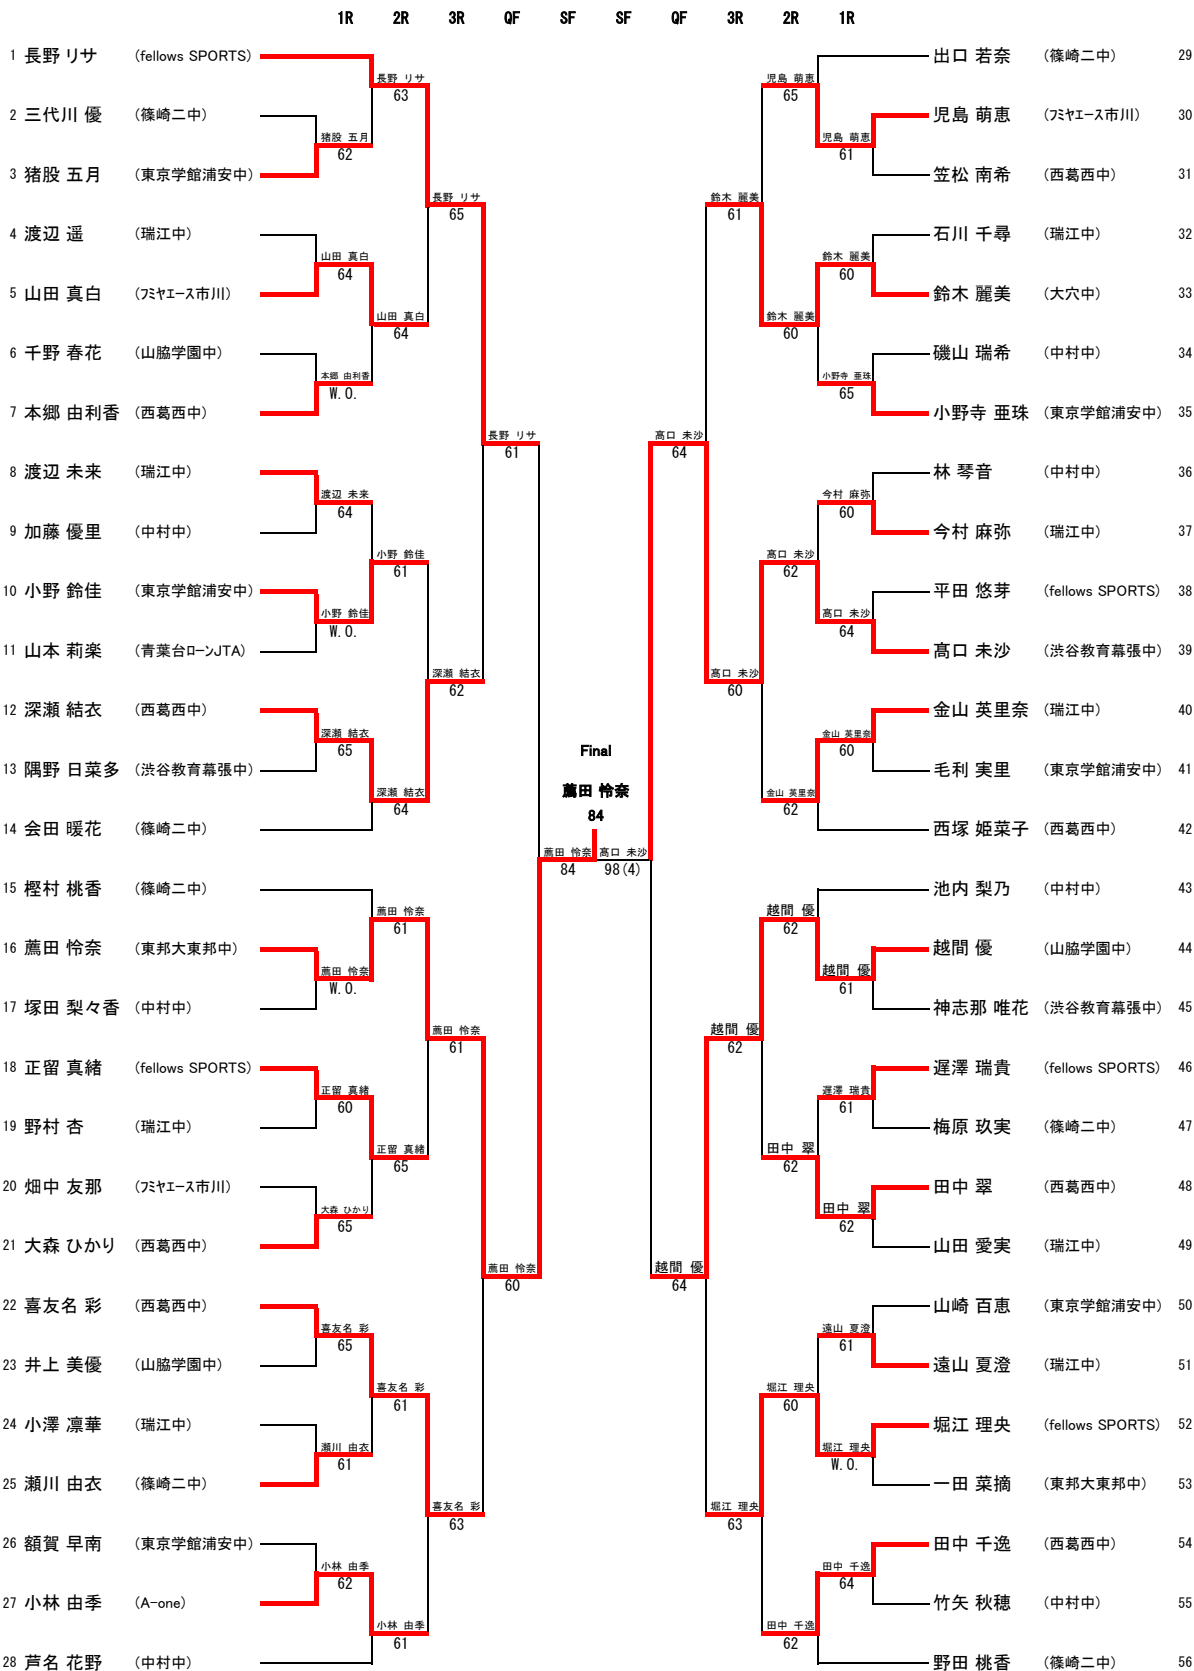 1R 2R 3R QF SF SF QF 3R 2R 1R
1 長野 リサ (fellows SPORTS)
2 三代川 優 (篠崎二中)
3 猪股 五月 (東京学館浦安中)
4 渡辺 遥 (瑞江中)
5 山田 真白 (フミヤエース市川)
6 千野 春花 (山脇学園中)
7 本郷 由利香 (西葛西中)
8 渡辺 未来 (瑞江中)
9 加藤 優里 (中村中)
10 小野 鈴佳 (東京学館浦安中)
11 山本 莉楽 (青葉台ローンJTA)
12 深瀬 結衣 (西葛西中)
13 隅野 日菜多 (渋谷教育幕張中)
14 会田 暖花 (篠崎二中)
15 樫村 桃香 (篠崎二中)
16 薦田 怜奈 (東邦大東邦中)
17 塚田 梨々香 (中村中)
18 正留 真緒 (fellows SPORTS)
19 野村 杏 (瑞江中)
20 畑中 友那 (フミヤエース市川)
21 大森 ひかり (西葛西中)
22 喜友名 彩 (西葛西中)
23 井上 美優 (山脇学園中)
24 小澤 凛華 (瑞江中)
25 瀬川 由衣 (篠崎二中)
26 額賀 早南 (東京学館浦安中)
27 小林 由季 (A-one)
28 芦名 花野 (中村中)
猪股 五月
62
山田 真白
64
本郷 由利香
W.O.
渡辺 未来
64
小野 鈴佳
W.O.
深瀬 結衣
65
薦田 怜奈
W.O.
正留 真緒
60
大森 ひかり
65
喜友名 彩
65
瀬川 由衣
61
小林 由季
62
長野 リサ
63
山田 真白
64
小野 鈴佳
61
深瀬 結衣
64
薦田 怜奈
61
正留 真緒
65
喜友名 彩
61
小林 由季
61
長野 リサ
65
深瀬 結衣
62
薦田 怜奈
61
喜友名 彩
63
長野 リサ
61
薦田 怜奈
60
薦田 怜奈
84
Final
薦田 怜奈
84
髙口 未沙
98(4)
髙口 未沙
64
越間 優
64
鈴木 麗美
61
髙口 未沙
60
越間 優
62
堀江 理央
63
児島 萌恵
65
鈴木 麗美
60
髙口 未沙
62
金山 英里奈
62
越間 優
62
田中 翠
62
堀江 理央
60
田中 千逸
62
児島 萌恵
61
鈴木 麗美
60
小野寺 亜珠
65
今村 麻弥
60
髙口 未沙
64
金山 英里奈
60
越間 優
61
遅澤 瑞貴
61
田中 翠
62
遠山 夏澄
61
堀江 理央
W.O.
田中 千逸
64
出口 若奈 (篠崎二中) 29
児島 萌恵 (フミヤエース市川) 30
笠松 南希 (西葛西中) 31
石川 千尋 (瑞江中) 32
鈴木 麗美 (大穴中) 33
磯山 瑞希 (中村中) 34
小野寺 亜珠 (東京学館浦安中) 35
林 琴音 (中村中) 36
今村 麻弥 (瑞江中) 37
平田 悠芽 (fellows SPORTS) 38
髙口 未沙 (渋谷教育幕張中) 39
金山 英里奈 (瑞江中) 40
毛利 実里 (東京学館浦安中) 41
西塚 姫菜子 (西葛西中) 42
池内 梨乃 (中村中) 43
越間 優 (山脇学園中) 44
神志那 唯花 (渋谷教育幕張中) 45
遅澤 瑞貴 (fellows SPORTS) 46
梅原 玖実 (篠崎二中) 47
田中 翠 (西葛西中) 48
山田 愛実 (瑞江中) 49
山崎 百恵 (東京学館浦安中) 50
遠山 夏澄 (瑞江中) 51
堀江 理央 (fellows SPORTS) 52
一田 菜摘 (東邦大東邦中) 53
田中 千逸 (西葛西中) 54
竹矢 秋穂 (中村中) 55
野田 桃香 (篠崎二中) 56